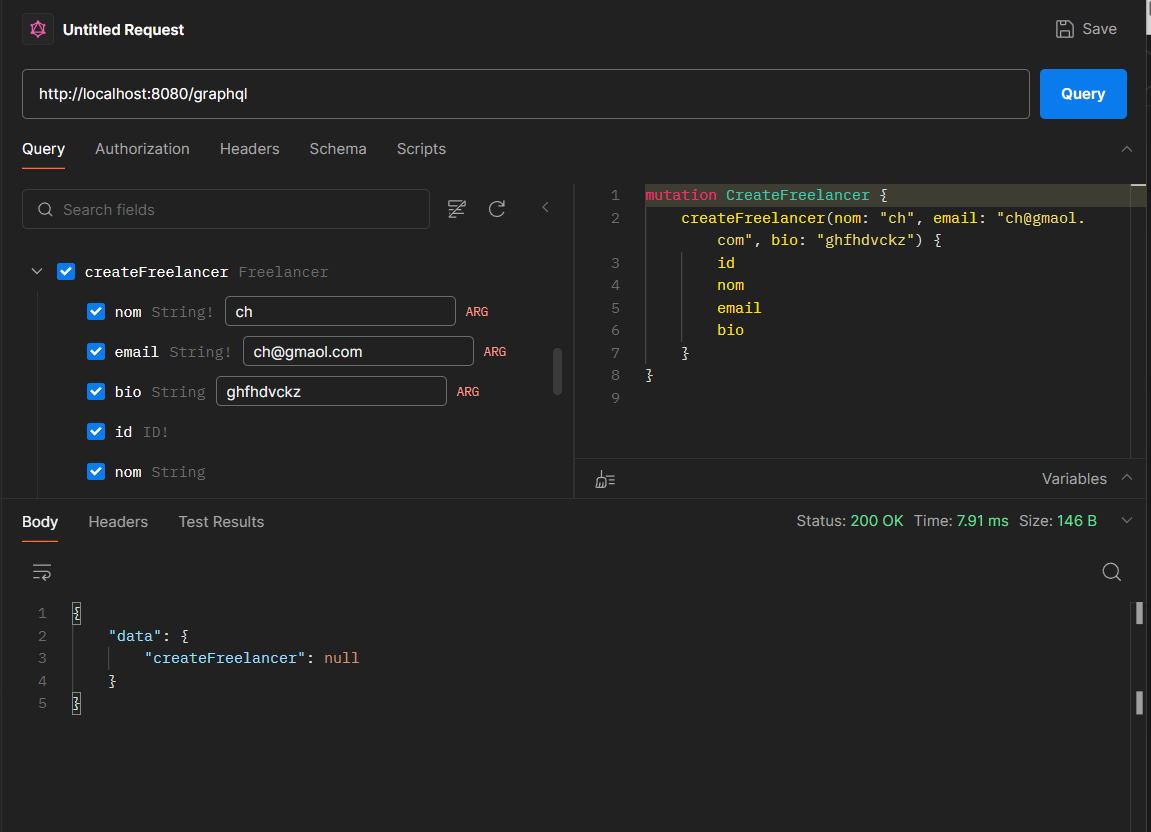 Untitled Request
Save
http://localhost:8080/graphql
Query
Query
Authorization
Headers
Schema
Scripts
Search fields
createFreelancer Freelancer
nom String! ch ARG
email String! ch@gmaol.com ARG
bio String ghfhdvckz ARG
id ID!
nom String
1 mutation CreateFreelancer {
2 createFreelancer(nom: "ch", email: "ch@gmaol.
com", bio: "ghfhdvckz") {
3 id
4 nom
5 email
6 bio
7 }
8 }
9
Variables
Body
Headers
Test Results
Status: 200 OK Time: 7.91 ms Size: 146 B
1 {
2 "data": {
3 "createFreelancer": null
4 }
5 }